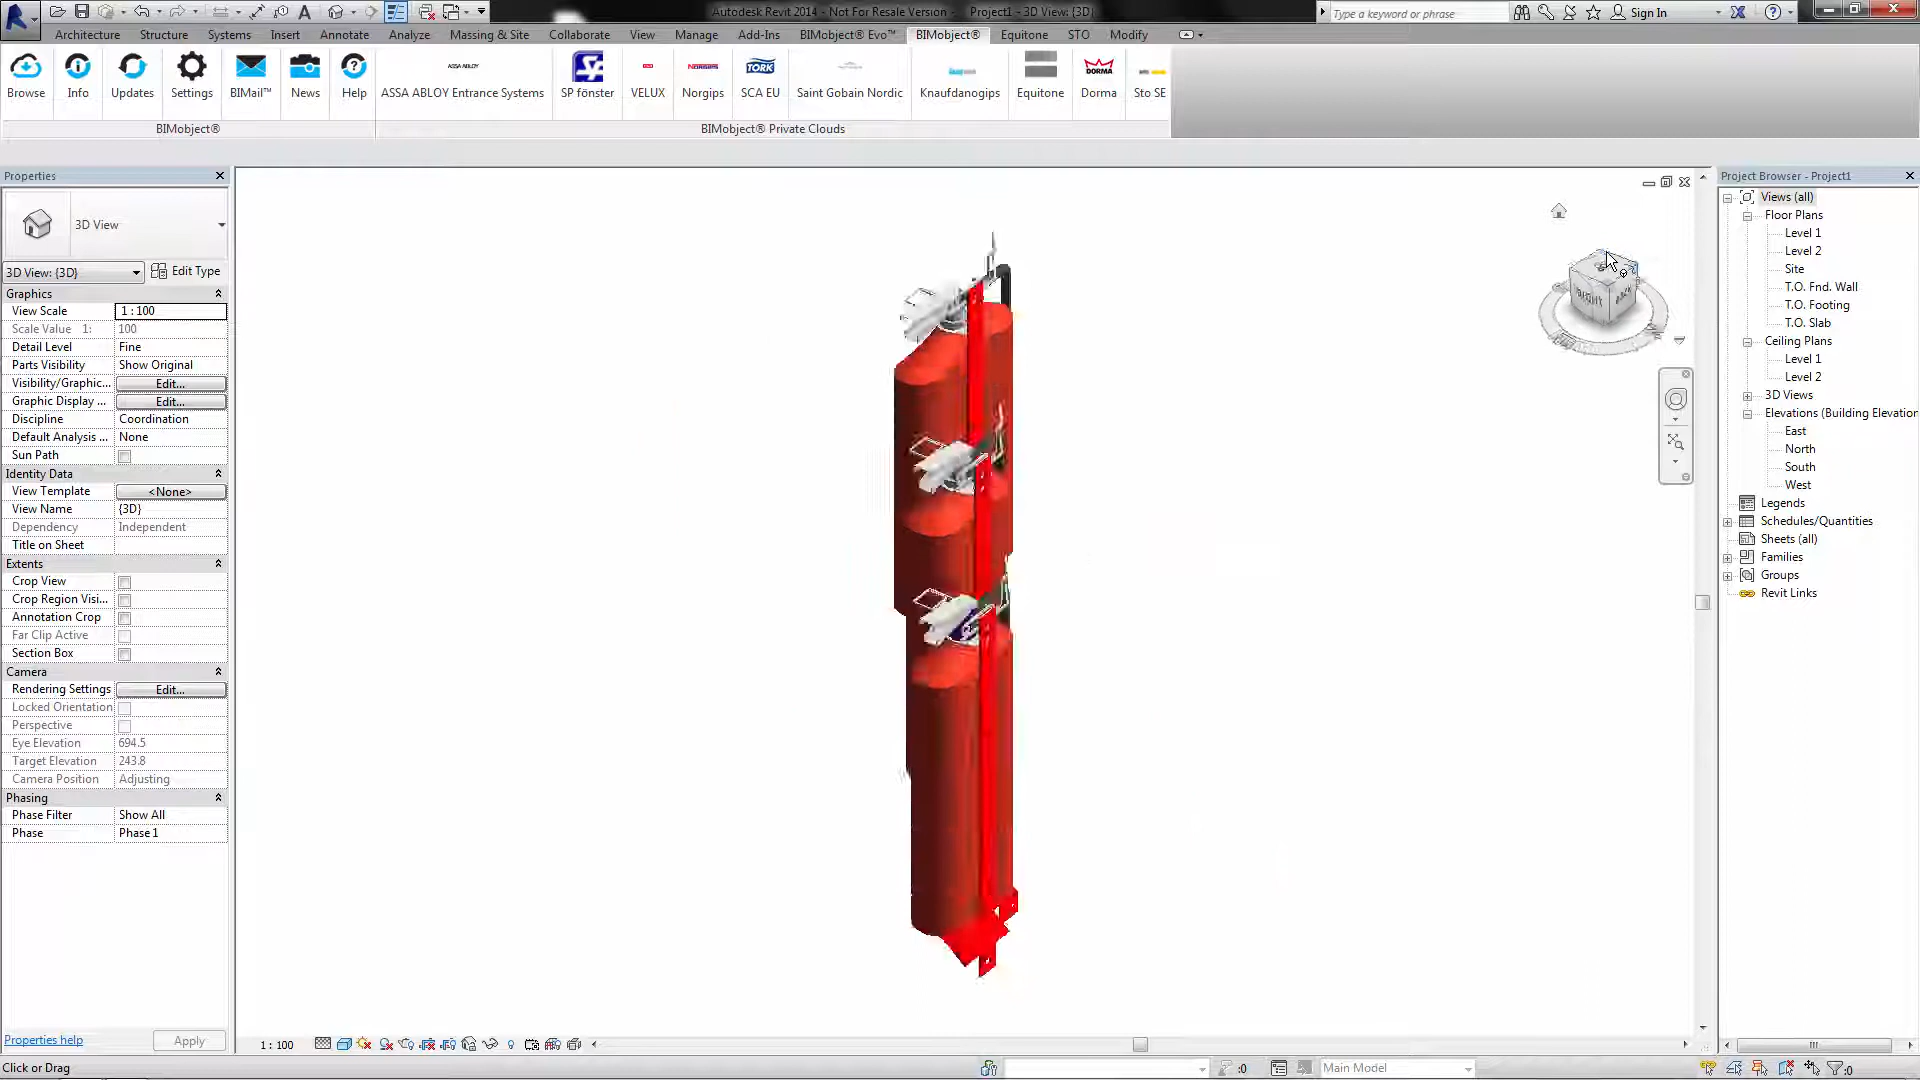 Autodesk Revit 2014 - Not For Resale Version - Project1 - 3D View: {3D}
Type a keyword or phrase
Sign In
Architecture Structure Systems Insert Annotate Analyze Massing & Site Collaborate View Manage Add-Ins BIMobject® Evo™ BIMobject® Equitone STO Modify
ASSA ABLOY
NORGIPS
TORK
DORMA
Browse Info Updates Settings BIMail™ News Help ASSA ABLOY Entrance Systems SP fönster VELUX Norgips SCA EU Saint Gobain Nordic Knaufdanogips Equitone Dorma Sto SE
BIMobject® BIMobject® Private Clouds
Properties
3D View
3D View: {3D} Edit Type
Graphics
View Scale 1 : 100
Scale Value 1: 100
Detail Level Fine
Parts Visibility Show Original
Visibility/Graphic... Edit...
Graphic Display ... Edit...
Discipline Coordination
Default Analysis ... None
Sun Path
Identity Data
View Template <None>
View Name {3D}
Dependency Independent
Title on Sheet
Extents
Crop View
Crop Region Visi...
Annotation Crop
Far Clip Active
Section Box
Camera
Rendering Settings Edit...
Locked Orientation
Perspective
Eye Elevation 694.5
Target Elevation 243.8
Camera Position Adjusting
Phasing
Phase Filter Show All
Phase Phase 1
Properties help Apply
RIGHT BACK
Project Browser - Project1
Views (all)
Floor Plans
Level 1
Level 2
Site
T.O. Fnd. Wall
T.O. Footing
T.O. Slab
Ceiling Plans
Level 1
Level 2
3D Views
Elevations (Building Elevation
East
North
South
West
Legends
Schedules/Quantities
Sheets (all)
Families
Groups
Revit Links
1 : 100
Click or Drag
:0
Main Model
:0